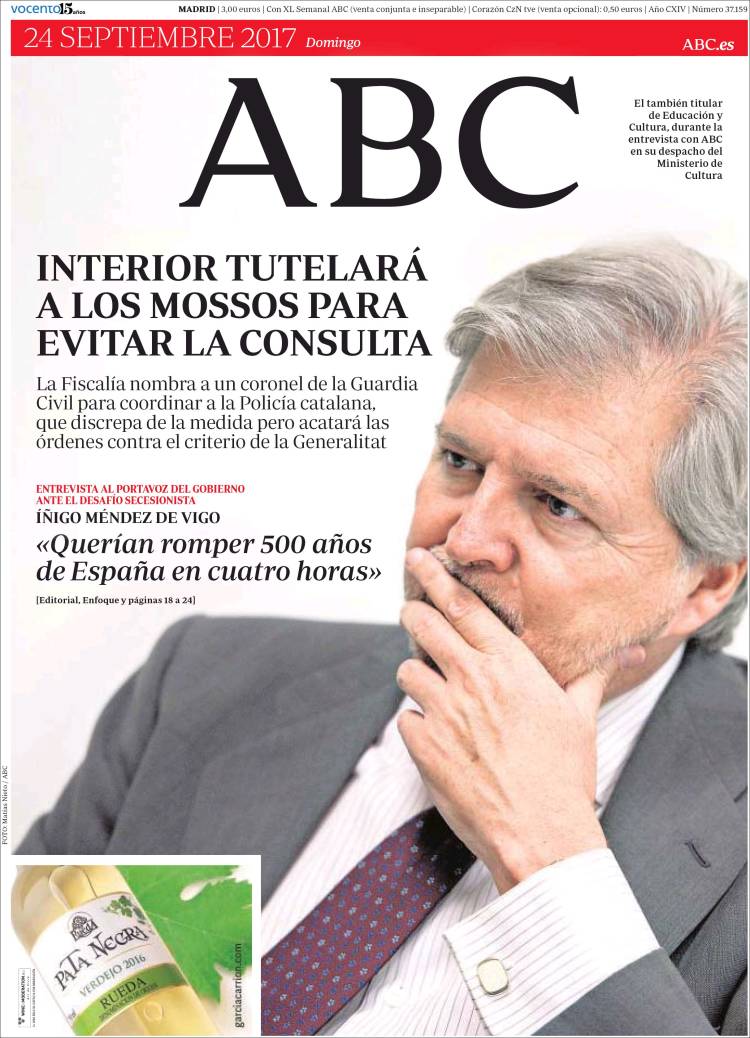 vocento 15 años
MADRID | 3,00 euros | Con XL Semanal ABC (venta conjunta e inseparable) | Corazón CzN tve (venta opcional): 0,50 euros | Año CXIV | Número 37.159
24 SEPTIEMBRE 2017 Domingo
ABC.es
ABC
El también titular
de Educación y
Cultura, durante la
entrevista con ABC
en su despacho del
Ministerio de
Cultura
INTERIOR TUTELARÁ
A LOS MOSSOS PARA
EVITAR LA CONSULTA
La Fiscalía nombra a un coronel de la Guardia
Civil para coordinar a la Policía catalana,
que discrepa de la medida pero acatará las
órdenes contra el criterio de la Generalitat
ENTREVISTA AL PORTAVOZ DEL GOBIERNO
ANTE EL DESAFÍO SECESIONISTA
ÍÑIGO MÉNDEZ DE VIGO
«Querían romper 500 años
de España en cuatro horas»
[Editorial, Enfoque y páginas 18 a 24]
FOTO: Matías Nieto / ABC
PATA NEGRA
VERDEJO 2016
RUEDA
DENOMINACIÓN DE ORIGEN
garciacarrion.com